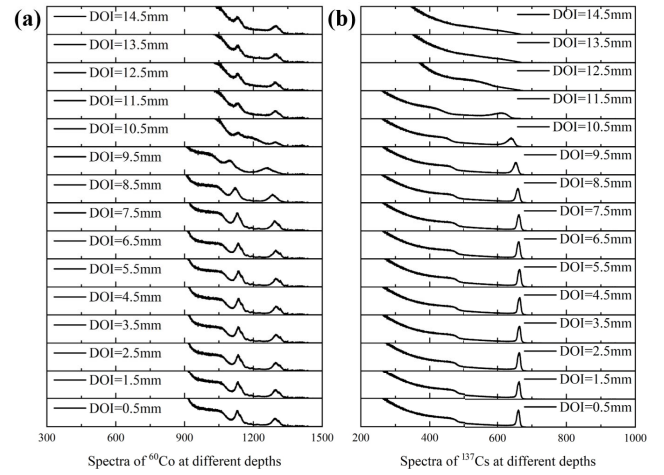 (a)
DOI=14.5mm
DOI=13.5mm
DOI=12.5mm
DOI=11.5mm
DOI=10.5mm
DOI=9.5mm
DOI=8.5mm
DOI=7.5mm
DOI=6.5mm
DOI=5.5mm
DOI=4.5mm
DOI=3.5mm
DOI=2.5mm
DOI=1.5mm
DOI=0.5mm
300 600 900 1200 1500
Spectra of ⁶⁰Co at different depths
(b)
DOI=14.5mm
DOI=13.5mm
DOI=12.5mm
DOI=11.5mm
DOI=10.5mm
DOI=9.5mm
DOI=8.5mm
DOI=7.5mm
DOI=6.5mm
DOI=5.5mm
DOI=4.5mm
DOI=3.5mm
DOI=2.5mm
DOI=1.5mm
DOI=0.5mm
200 400 600 800 1000
Spectra of ¹³⁷Cs at different depths